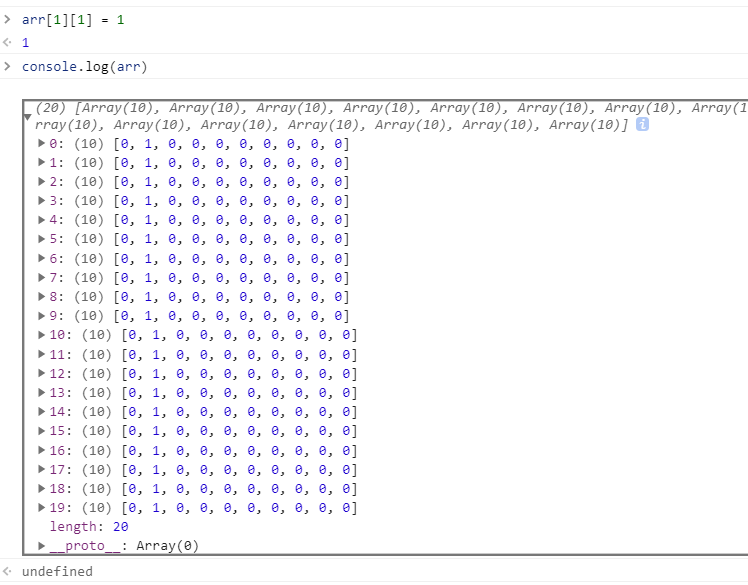 > arr[1][1] = 1
<· 1
> console.log(arr)
(20) [Array(10), Array(10), Array(10), Array(10), Array(10), Array(10), Array(10), Array(1
▼ rray(10), Array(10), Array(10), Array(10), Array(10), Array(10), Array(10)] i
▶ 0: (10) [0, 1, 0, 0, 0, 0, 0, 0, 0, 0]
▶ 1: (10) [0, 1, 0, 0, 0, 0, 0, 0, 0, 0]
▶ 2: (10) [0, 1, 0, 0, 0, 0, 0, 0, 0, 0]
▶ 3: (10) [0, 1, 0, 0, 0, 0, 0, 0, 0, 0]
▶ 4: (10) [0, 1, 0, 0, 0, 0, 0, 0, 0, 0]
▶ 5: (10) [0, 1, 0, 0, 0, 0, 0, 0, 0, 0]
▶ 6: (10) [0, 1, 0, 0, 0, 0, 0, 0, 0, 0]
▶ 7: (10) [0, 1, 0, 0, 0, 0, 0, 0, 0, 0]
▶ 8: (10) [0, 1, 0, 0, 0, 0, 0, 0, 0, 0]
▶ 9: (10) [0, 1, 0, 0, 0, 0, 0, 0, 0, 0]
▶ 10: (10) [0, 1, 0, 0, 0, 0, 0, 0, 0, 0]
▶ 11: (10) [0, 1, 0, 0, 0, 0, 0, 0, 0, 0]
▶ 12: (10) [0, 1, 0, 0, 0, 0, 0, 0, 0, 0]
▶ 13: (10) [0, 1, 0, 0, 0, 0, 0, 0, 0, 0]
▶ 14: (10) [0, 1, 0, 0, 0, 0, 0, 0, 0, 0]
▶ 15: (10) [0, 1, 0, 0, 0, 0, 0, 0, 0, 0]
▶ 16: (10) [0, 1, 0, 0, 0, 0, 0, 0, 0, 0]
▶ 17: (10) [0, 1, 0, 0, 0, 0, 0, 0, 0, 0]
▶ 18: (10) [0, 1, 0, 0, 0, 0, 0, 0, 0, 0]
▶ 19: (10) [0, 1, 0, 0, 0, 0, 0, 0, 0, 0]
length: 20
▶ __proto__: Array(0)
<· undefined